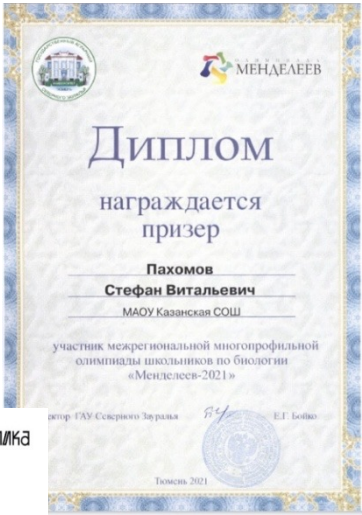 МЕНДЕЛЕЕВ
Диплом
награждается
призер
Пахомов
Стефан Витальевич
МАОУ Казанская СОШ
участник межрегиональной многопрофильной
олимпиады школьников по биологии
«Менделеев-2021»
ГАУ Северного Зауралья
Е.Г. Бойко
Тюмень 2021